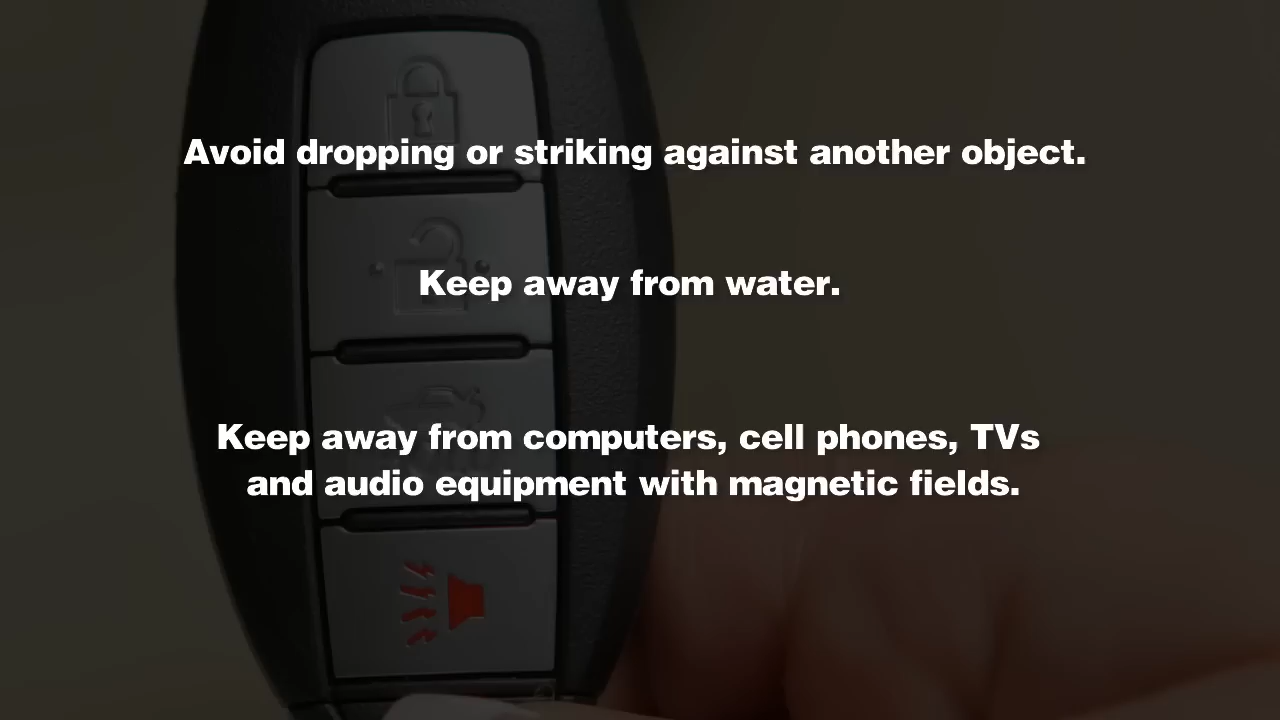 Avoid dropping or striking against another object.
Keep away from water.
Keep away from computers, cell phones, TVs
and audio equipment with magnetic fields.